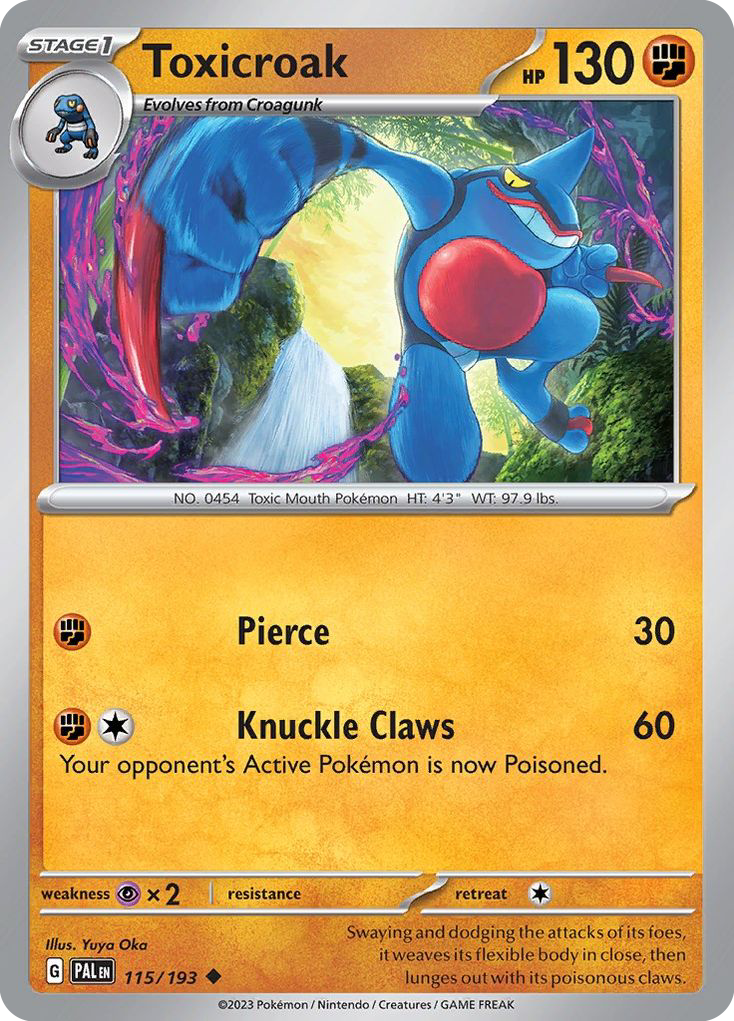 STAGE1
Toxicroak
HP 130
Evolves from Croagunk
NO. 0454 Toxic Mouth Pokémon HT: 4'3" WT: 97.9 lbs.
Pierce 30
Knuckle Claws 60
Your opponent's Active Pokémon is now Poisoned.
weakness ×2 resistance retreat
Illus. Yuya Oka
Swaying and dodging the attacks of its foes,
it weaves its flexible body in close, then
lunges out with its poisonous claws.
G PAL EN 115/193
©2023 Pokémon / Nintendo / Creatures / GAME FREAK